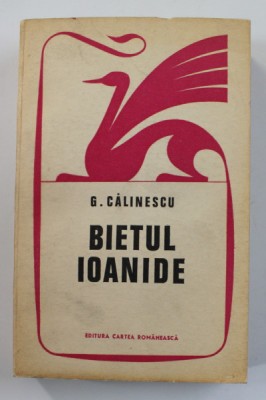 G. CĂLINESCU
BIETUL
IOANIDE
EDITURA CARTEA ROMÂNEASCĂ